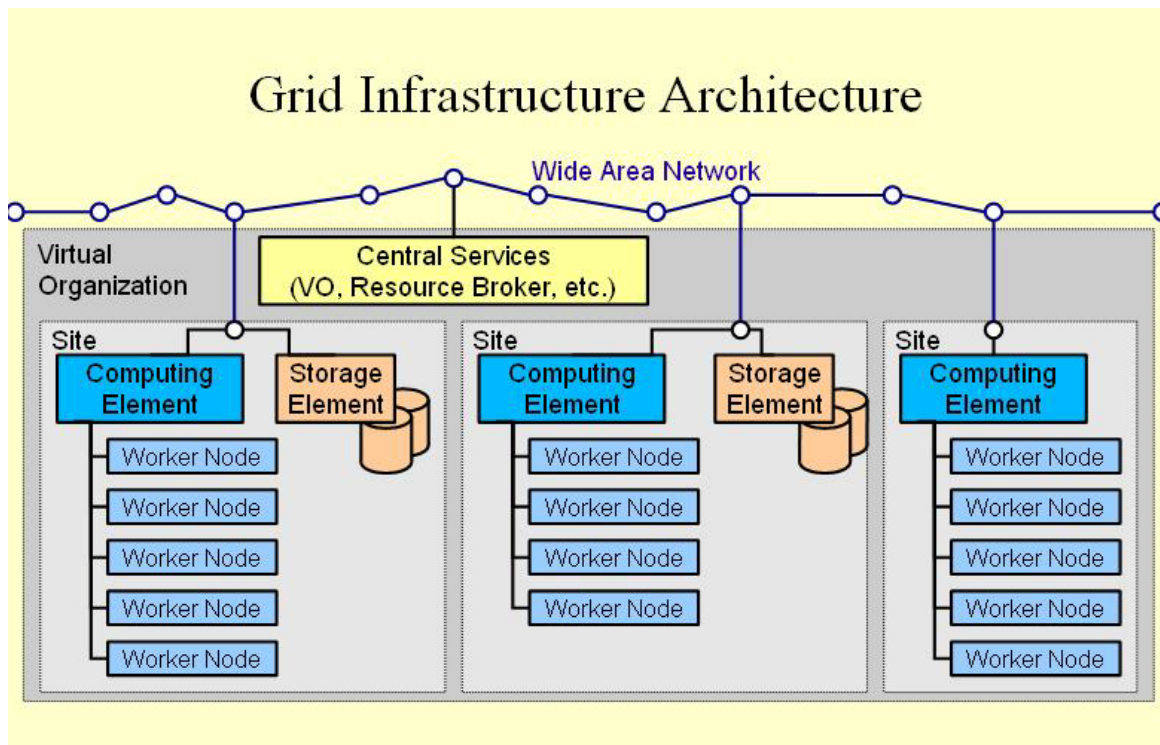 Grid Infrastructure Architecture
Wide Area Network
Virtual
Organization
Central Services
(VO, Resource Broker, etc.)
Site
Computing
Element
Storage
Element
Worker Node
Worker Node
Worker Node
Worker Node
Worker Node
Site
Computing
Element
Storage
Element
Worker Node
Worker Node
Worker Node
Worker Node
Site
Computing
Element
Worker Node
Worker Node
Worker Node
Worker Node
Worker Node